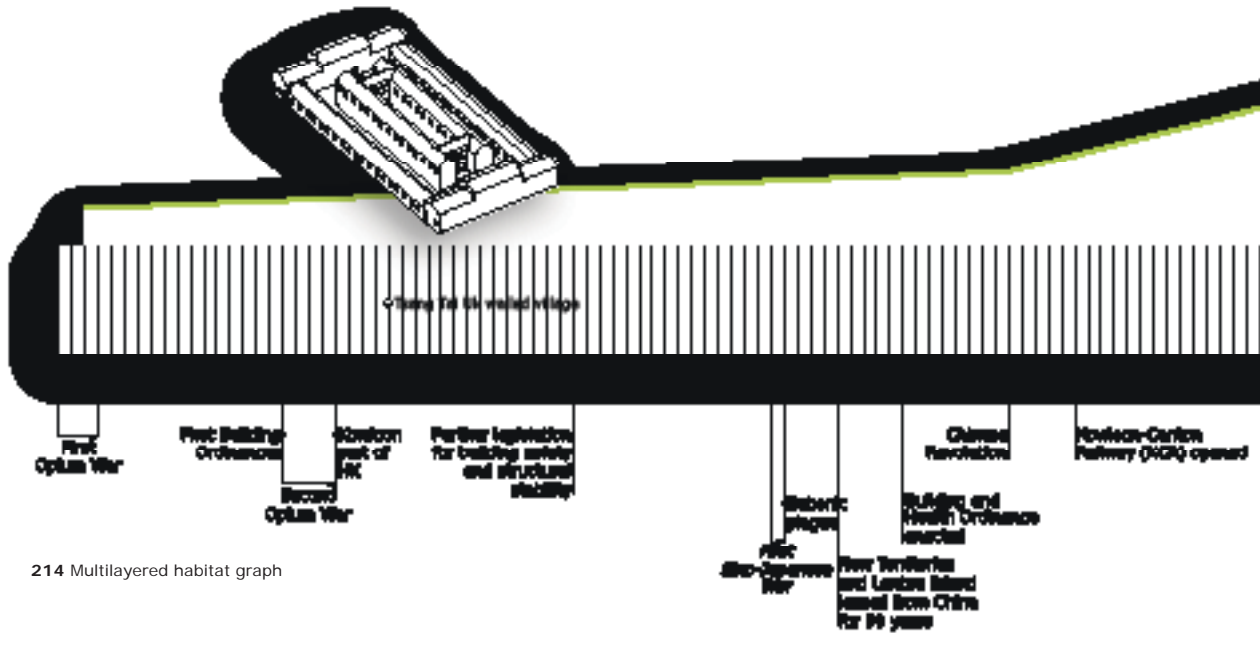 Tsang Tai Uk walled village
First
Opium War
First Building
Ordinances
Second
Opium War
Kowloon
part of
HK
Further legislation
for building safety
and structural
stability
First
Sino-Japanese
War
Bubonic
plague
New Territories
and Lantau Island
leased from China
for 99 years
Building and
Health Ordinance
enacted
Chinese
Revolution
Kowloon-Canton
Railway (KCR) opened
214 Multilayered habitat graph